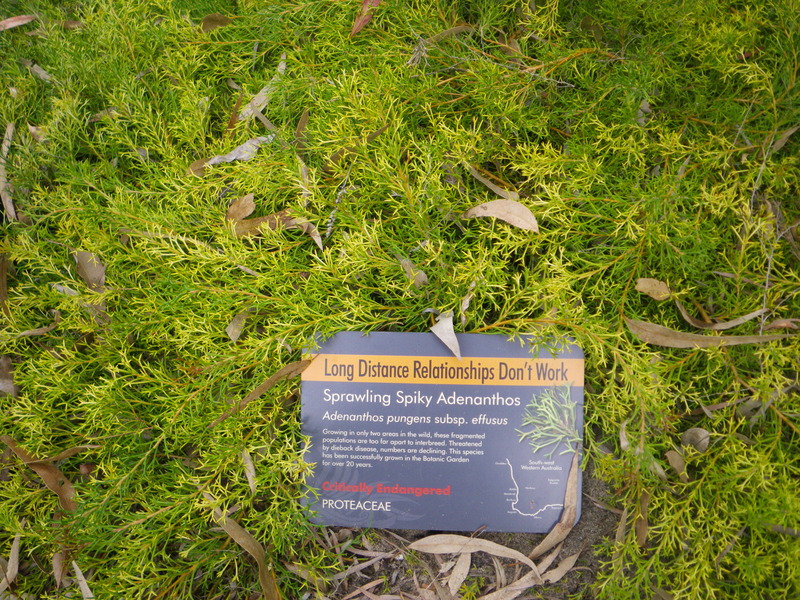 Long Distance Relationships Don't Work
Sprawling Spiky Adenanthos
Adenanthos pungens subsp. effusus
Growing in only two areas in the wild, these fragmented
populations are too far apart to interbreed. Threatened
by dieback disease, numbers are declining. This species
has been successfully grown in the Botanic Garden
for over 20 years.
South-west
Western Australia
Critically Endangered
PROTEACEAE